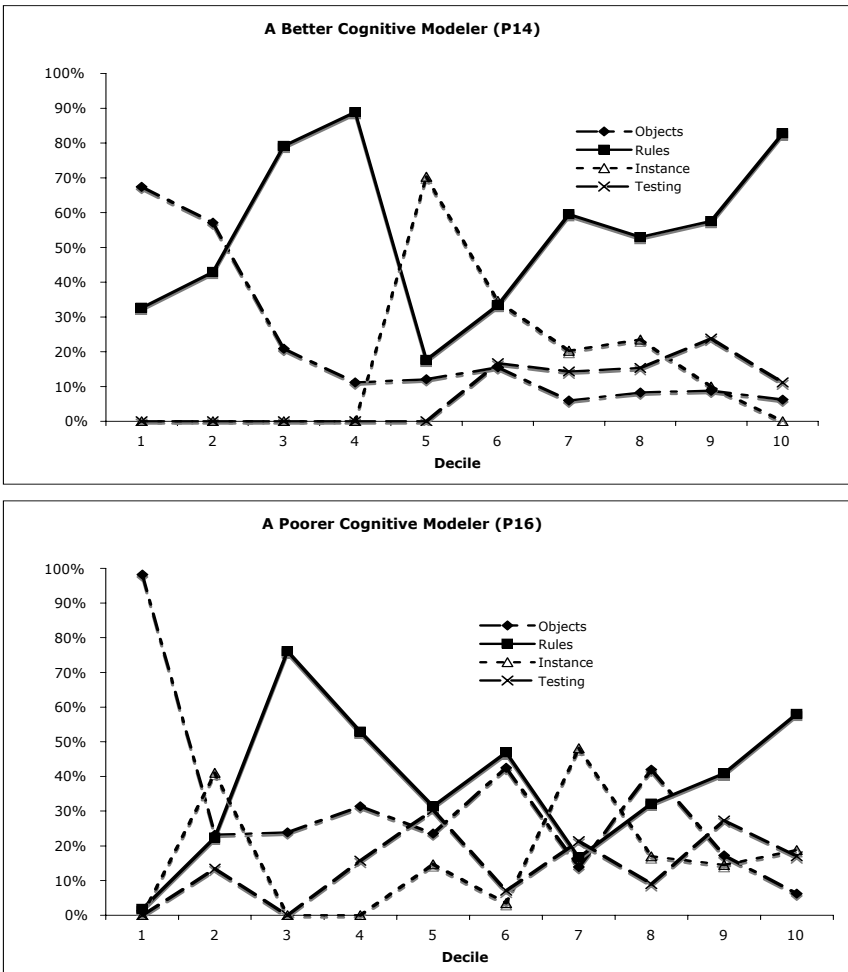 A Better Cognitive Modeler (P14)
100%
90%
80%
70%
60%
50%
40%
30%
20%
10%
0%
Objects
Rules
Instance
Testing
1 2 3 4 5 6 7 8 9 10
Decile
A Poorer Cognitive Modeler (P16)
100%
90%
80%
70%
60%
50%
40%
30%
20%
10%
0%
Objects
Rules
Instance
Testing
1 2 3 4 5 6 7 8 9 10
Decile